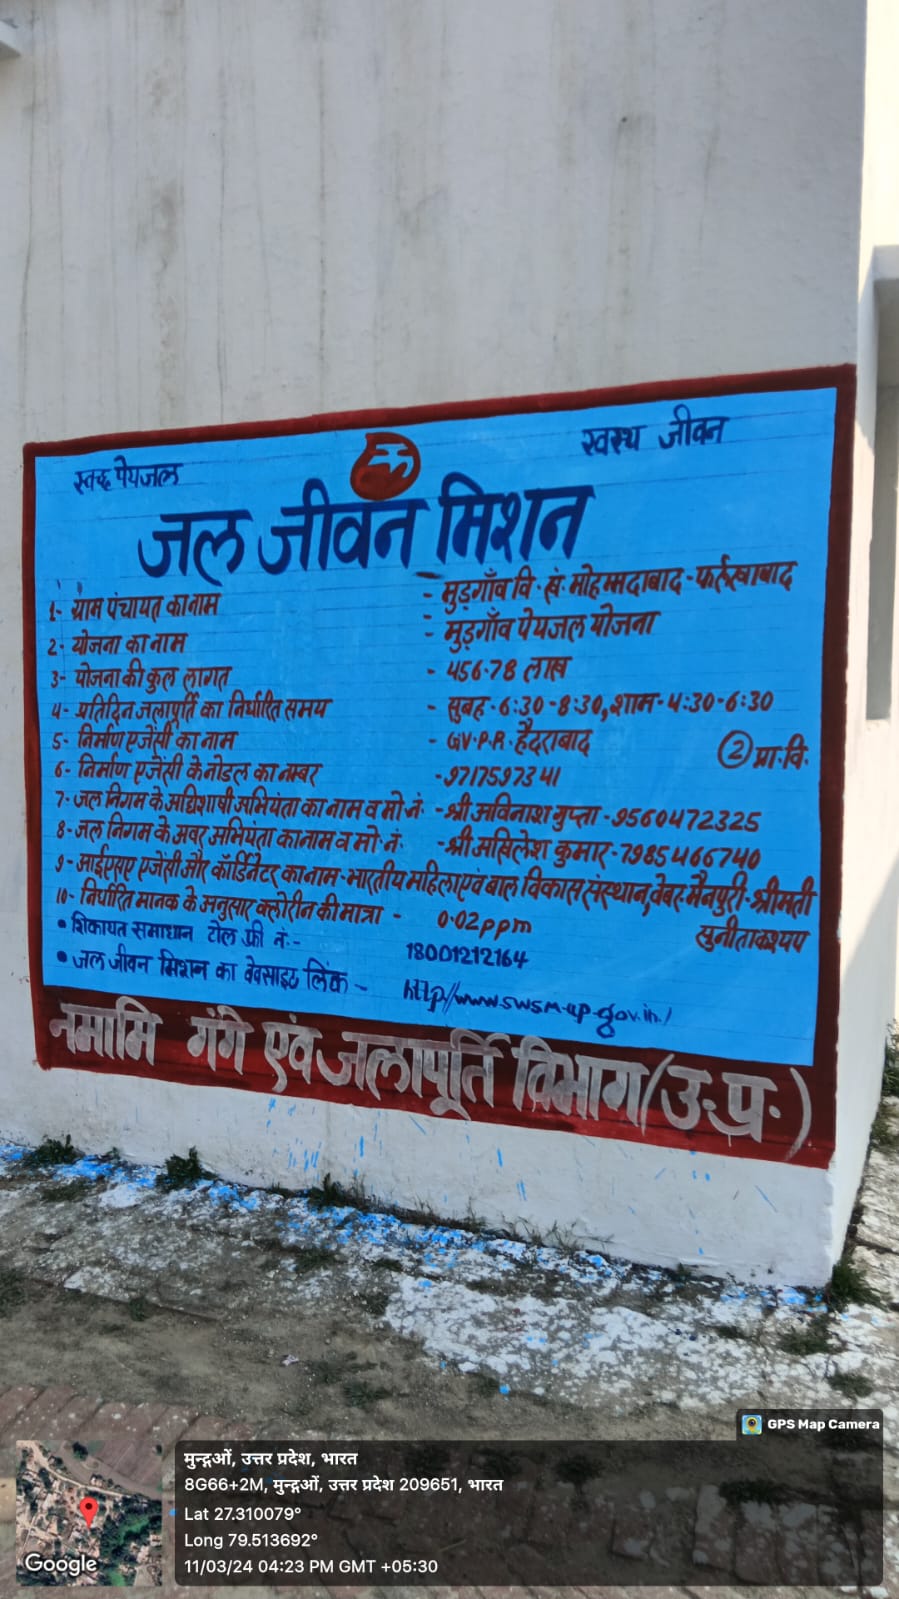 स्वच्छ पेयजल
स्वस्थ जीवन
जल जीवन मिशन
1- ग्राम पंचायत का नाम - मुड़गाँव वि. खं. मोहम्मदाबाद - फर्रुखाबाद
2- योजना का नाम - मुड़गाँव पेयजल योजना
3- योजना की कुल लागत - 456.78 लाख
4- प्रतिदिन जलापूर्ति का निर्धारित समय - सुबह - 6:30-8:30, शाम - 4:30-6:30
5- निर्माण एजेंसी का नाम - G.V.P.R. हैदराबाद
② प्रा. वि.
6- निर्माण एजेंसी के नोडल का नम्बर - 9717597341
7- जल निगम के अधिशाषी अभियंता का नाम व मो. नं. - श्री अविनाश गुप्ता - 9560472325
8- जल निगम के अवर अभियंता का नाम व मो. नं. - श्री अखिलेश कुमार - 7985466740
9- आईएसए एजेंसी और कॉर्डिनेटर का नाम - भारतीय महिला एवं बाल विकास संस्थान, वेबर मैनपुरी - श्रीमती
सुनीता कश्यप
10- निर्धारित मानक के अनुसार क्लोरीन की मात्रा - 0.02 ppm
• शिकायत समाधान टोल फ्री नं.- 18001212164
• जल जीवन मिशन का वेबसाइट लिंक - http//www.swsm-up.gov.in./
नमामि गंगे एंव जलापूर्ति विभाग (उ. प्र.)
GPS Map Camera
मुन्द्गओं, उत्तर प्रदेश, भारत
8G66+2M, मुन्द्गओं, उत्तर प्रदेश 209651, भारत
Lat 27.310079°
Long 79.513692°
11/03/24 04:23 PM GMT +05:30
Google